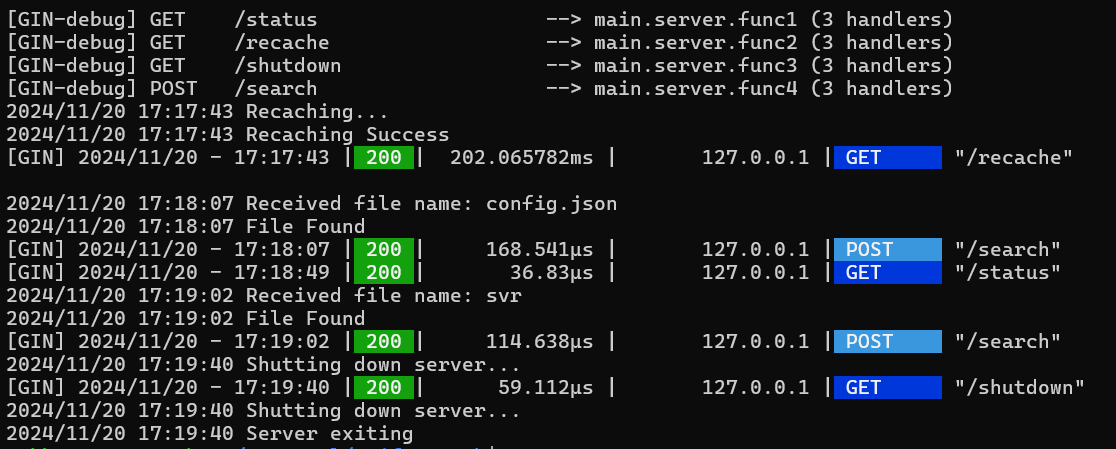 [GIN-debug] GET    /status                   --> main.server.func1 (3 handlers)
[GIN-debug] GET    /recache                  --> main.server.func2 (3 handlers)
[GIN-debug] GET    /shutdown                 --> main.server.func3 (3 handlers)
[GIN-debug] POST   /search                   --> main.server.func4 (3 handlers)
2024/11/20 17:17:43 Recaching...
2024/11/20 17:17:43 Recaching Success
[GIN] 2024/11/20 - 17:17:43 | 200 |  202.065782ms |       127.0.0.1 | GET      "/recache"
2024/11/20 17:18:07 Received file name: config.json
2024/11/20 17:18:07 File Found
[GIN] 2024/11/20 - 17:18:07 | 200 |     168.541µs |       127.0.0.1 | POST     "/search"
[GIN] 2024/11/20 - 17:18:49 | 200 |       36.83µs |       127.0.0.1 | GET      "/status"
2024/11/20 17:19:02 Received file name: svr
2024/11/20 17:19:02 File Found
[GIN] 2024/11/20 - 17:19:02 | 200 |     114.638µs |       127.0.0.1 | POST     "/search"
2024/11/20 17:19:40 Shutting down server...
[GIN] 2024/11/20 - 17:19:40 | 200 |      59.112µs |       127.0.0.1 | GET      "/shutdown"
2024/11/20 17:19:40 Shutting down server...
2024/11/20 17:19:40 Server exiting